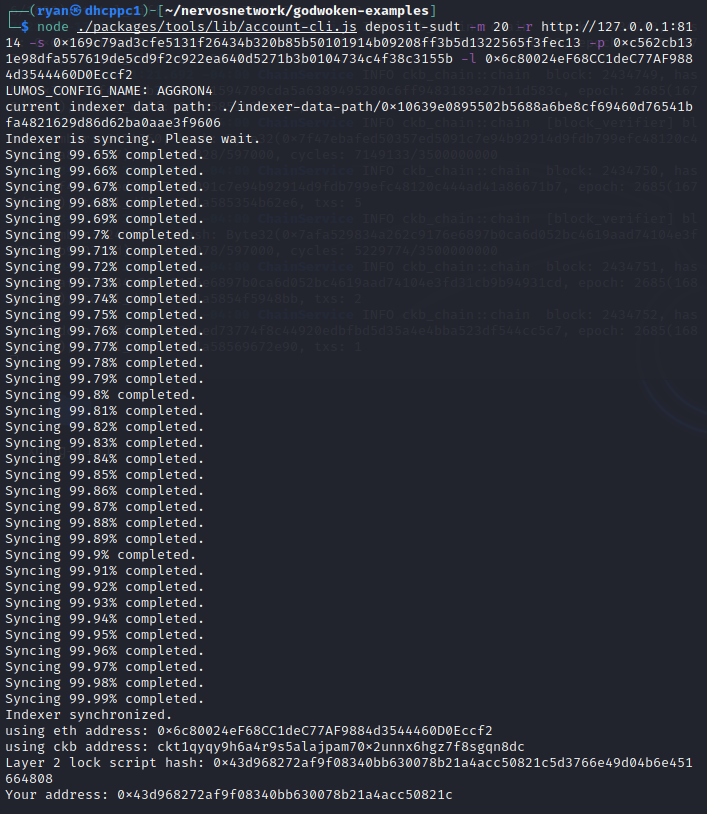 ┌──(ryan㉿dhcppc1)-[~/nervosnetwork/godwoken-examples]
└─$ node ./packages/tools/lib/account-cli.js deposit-sudt -m 20 -r http://127.0.0.1:81
14 -s 0×169c79ad3cfe5131f26434b320b85b50101914b09208ff3b5d1322565f3fec13 -p 0×c562cb13
1e98dfa557619de5cd9f2c922ea640d5271b3b0104734c4f38c3155b -l 0×6c80024eF68CC1deC77AF988
4d3544460D0Eccf2
LUMOS_CONFIG_NAME: AGGRON4
current indexer data path: ./indexer-data-path/0×10639e0895502b5688a6be8cf69460d76541b
fa4821629d86d62ba0aae3f9606
Indexer is syncing. Please wait.
Syncing 99.65% completed.
Syncing 99.66% completed.
Syncing 99.67% completed.
Syncing 99.68% completed.
Syncing 99.69% completed.
Syncing 99.7% completed.
Syncing 99.71% completed.
Syncing 99.72% completed.
Syncing 99.73% completed.
Syncing 99.74% completed.
Syncing 99.75% completed.
Syncing 99.76% completed.
Syncing 99.77% completed.
Syncing 99.78% completed.
Syncing 99.79% completed.
Syncing 99.8% completed.
Syncing 99.81% completed.
Syncing 99.82% completed.
Syncing 99.83% completed.
Syncing 99.84% completed.
Syncing 99.85% completed.
Syncing 99.86% completed.
Syncing 99.87% completed.
Syncing 99.88% completed.
Syncing 99.89% completed.
Syncing 99.9% completed.
Syncing 99.91% completed.
Syncing 99.92% completed.
Syncing 99.93% completed.
Syncing 99.94% completed.
Syncing 99.95% completed.
Syncing 99.96% completed.
Syncing 99.97% completed.
Syncing 99.98% completed.
Syncing 99.99% completed.
Indexer synchronized.
using eth address: 0×6c80024eF68CC1deC77AF9884d3544460D0Eccf2
using ckb address: ckt1qyqy9h6a4r9s5alajpam70×2unnx6hgz7f8sgqn8dc
Layer 2 lock script hash: 0×43d968272af9f08340bb630078b21a4acc50821c5d3766e49d04b6e451
664808
Your address: 0×43d968272af9f08340bb630078b21a4acc50821c